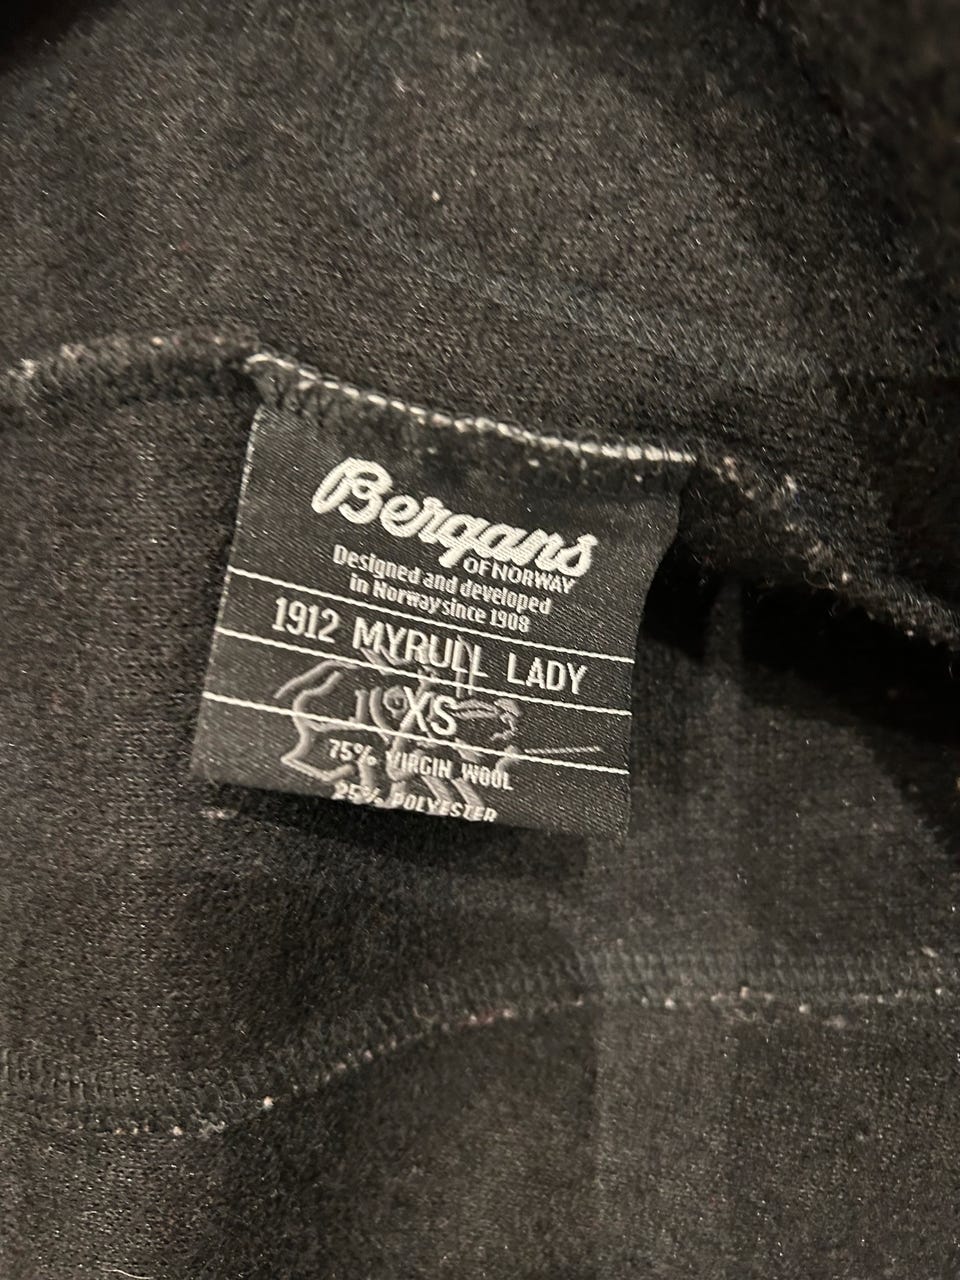 Bergans
OF NORWAY
Designed and developed
in Norway since 1908
1912 MYRULL LADY
XS
75% VIRGIN WOOL
25% POLYESTER